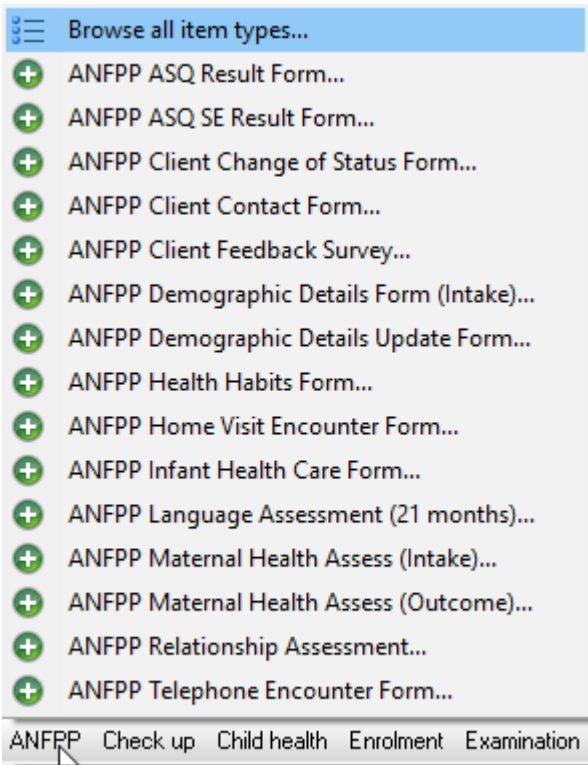 Browse all item types...
ANFPP ASQ Result Form...
ANFPP ASQ SE Result Form...
ANFPP Client Change of Status Form...
ANFPP Client Contact Form...
ANFPP Client Feedback Survey...
ANFPP Demographic Details Form (Intake)...
ANFPP Demographic Details Update Form...
ANFPP Health Habits Form...
ANFPP Home Visit Encounter Form...
ANFPP Infant Health Care Form...
ANFPP Language Assessment (21 months)...
ANFPP Maternal Health Assess (Intake)...
ANFPP Maternal Health Assess (Outcome)...
ANFPP Relationship Assessment...
ANFPP Telephone Encounter Form...
ANFPP Check up Child health Enrolment Examination